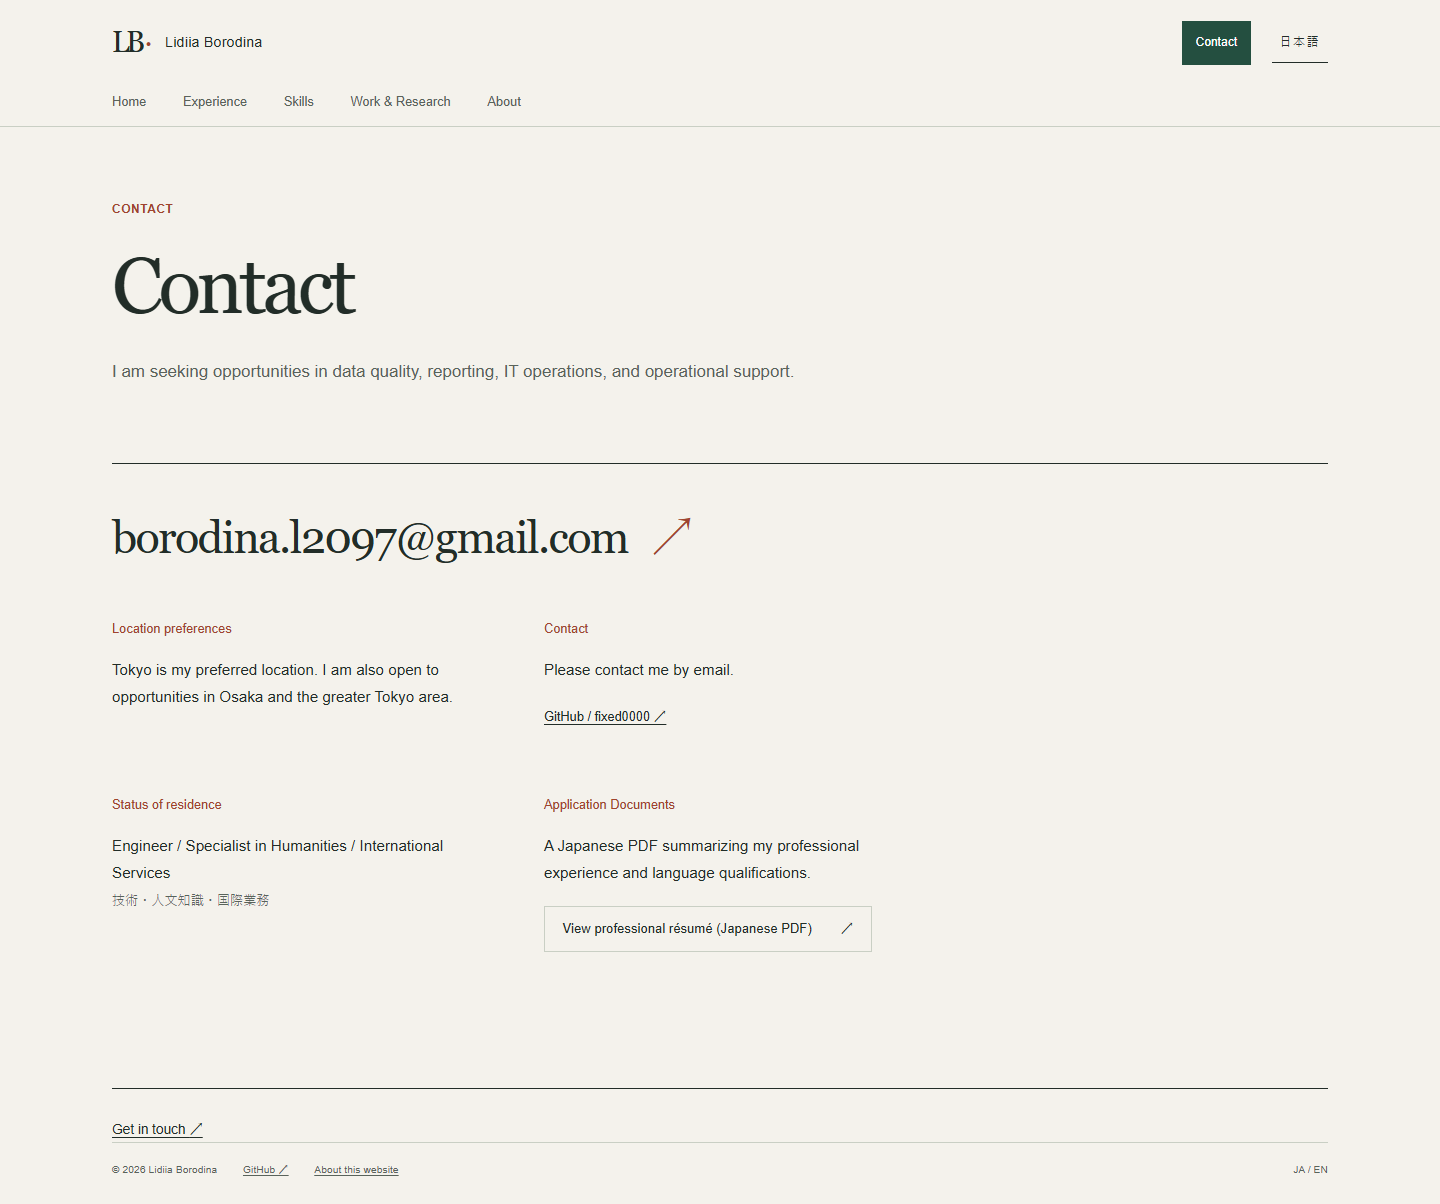 LB· Lidiia Borodina
Contact
日本語
Home Experience Skills Work & Research About
CONTACT
Contact
I am seeking opportunities in data quality, reporting, IT operations, and operational support.
borodina.l2097@gmail.com ↗
Location preferences
Tokyo is my preferred location. I am also open to
opportunities in Osaka and the greater Tokyo area.
Contact
Please contact me by email.
GitHub / fixed0000 ↗
Status of residence
Engineer / Specialist in Humanities / International
Services
技術・人文知識・国際業務
Application Documents
A Japanese PDF summarizing my professional
experience and language qualifications.
View professional résumé (Japanese PDF) ↗
Get in touch ↗
© 2026 Lidiia Borodina GitHub ↗ About this website JA / EN